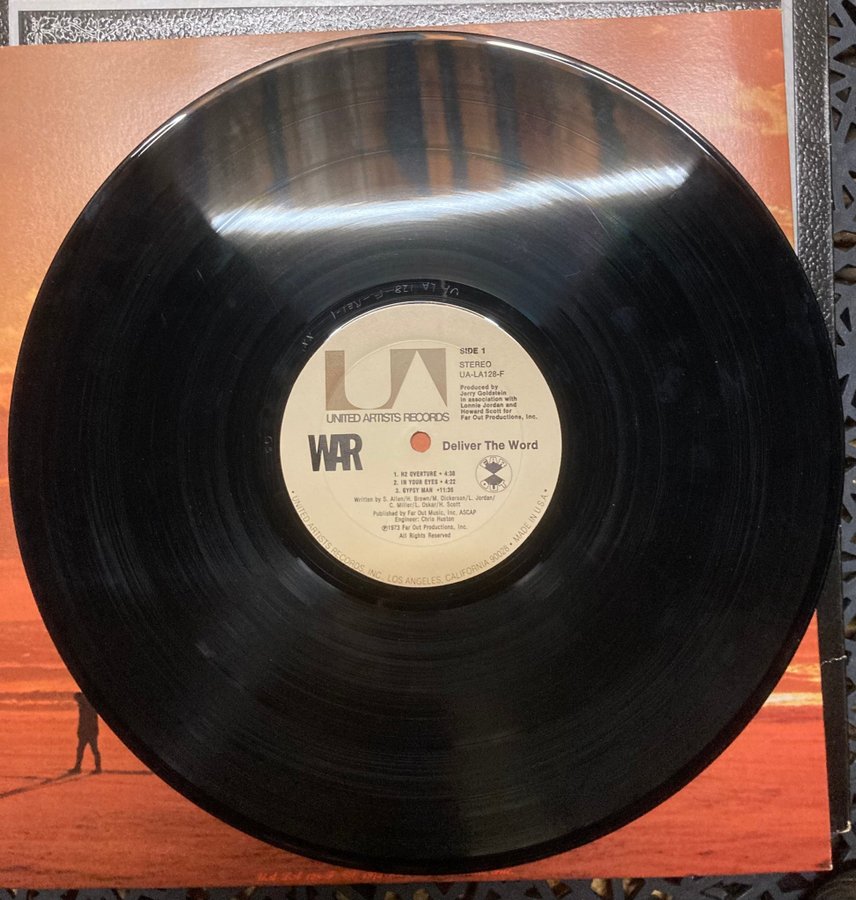 UA
UNITED ARTISTS RECORDS
SIDE 1
STEREO
UA-LA128-F
Produced by
Jerry Goldstein
in association with
Lonnie Jordan and
Howard Scott for
Far Out Productions, Inc.
WAR
Deliver The Word
FAR
OUT
1. H2 OVERTURE • 4:38
2. IN YOUR EYES • 4:22
3. GYPSY MAN •11:35
Written by S. Allen/H. Brown/M. Dickerson/L. Jordan/
C. Miller/L. Oskar/H. Scott
Published by Far Out Music, Inc. ASCAP
Engineer: Chris Huston
℗1973 Far Out Productions, Inc.
All Rights Reserved
• UNITED ARTISTS RECORDS, INC. LOS ANGELES, CALIFORNIA 90028 • MADE IN U.S.A •